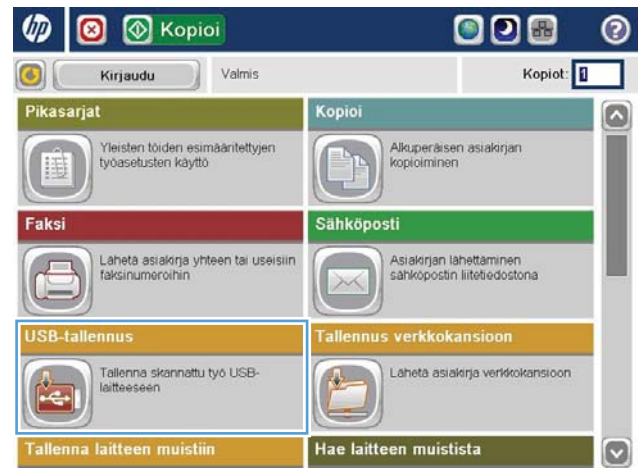 hp
Kopioi
?
Kirjaudu
Valmis
Kopiot: 1
Pikasarjat
Yleisten töiden esimääritettyjen
työasetusten käyttö
Kopioi
Alkuperäisen asiakirjan
kopioiminen
Faksi
Lähetä asiakirja yhteen tai useisiin
faksinumeroihin
Sähköposti
Asiakirjan lähettäminen
sähköpostin liitetiedostona
USB-tallennus
Tallenna skannattu työ USB-
laitteeseen
Tallennus verkkokansioon
Lähetä asiakirja verkkokansioon
Tallenna laitteen muistiin
Hae laitteen muistista